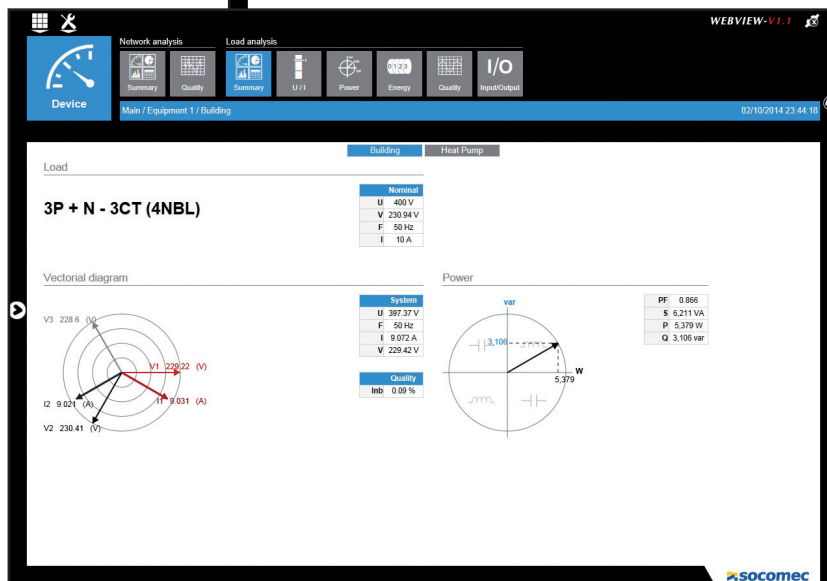 WEBVIEW-V1.1
Network analysis
Load analysis
Device
Summary
Quality
Summary
U / I
Power
0 1 2 3
Energy
Quality
I/O
Input/Output
Main / Equipment 1 / Building
02/10/2014 23:44:18
Building
Heat Pump
Load
3P + N - 3CT (4NBL)
Nominal
U 400 V
V 230.94 V
F 50 Hz
I 10 A
Vectorial diagram
V3 228.6 (V)
V1 229.22 (V)
I2 9.021 (A)
I1 9.031 (A)
V2 230.41 (V)
System
U 397.37 V
F 50 Hz
I 9.072 A
V 229.42 V
Quality
Inb 0.09 %
Power
var
3,106
W
5,379
PF 0.866
S 6,211 VA
P 5,379 W
Q 3,106 var
socomec